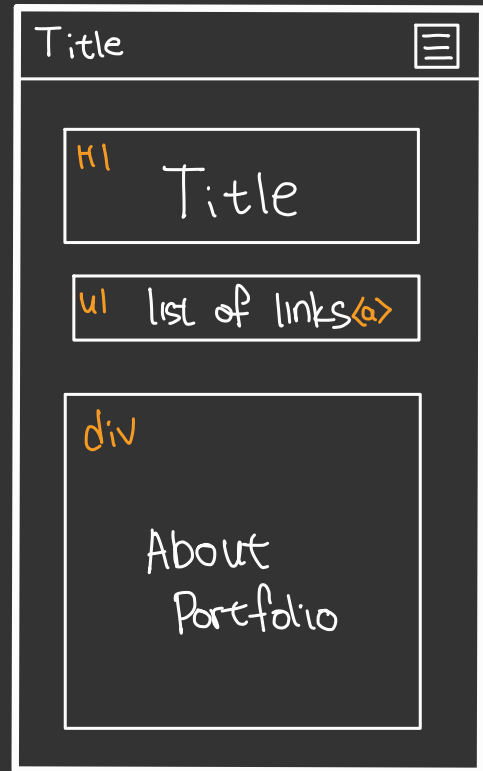 Title
H1
Title
ul list of links <a>
div
About
Portfolio